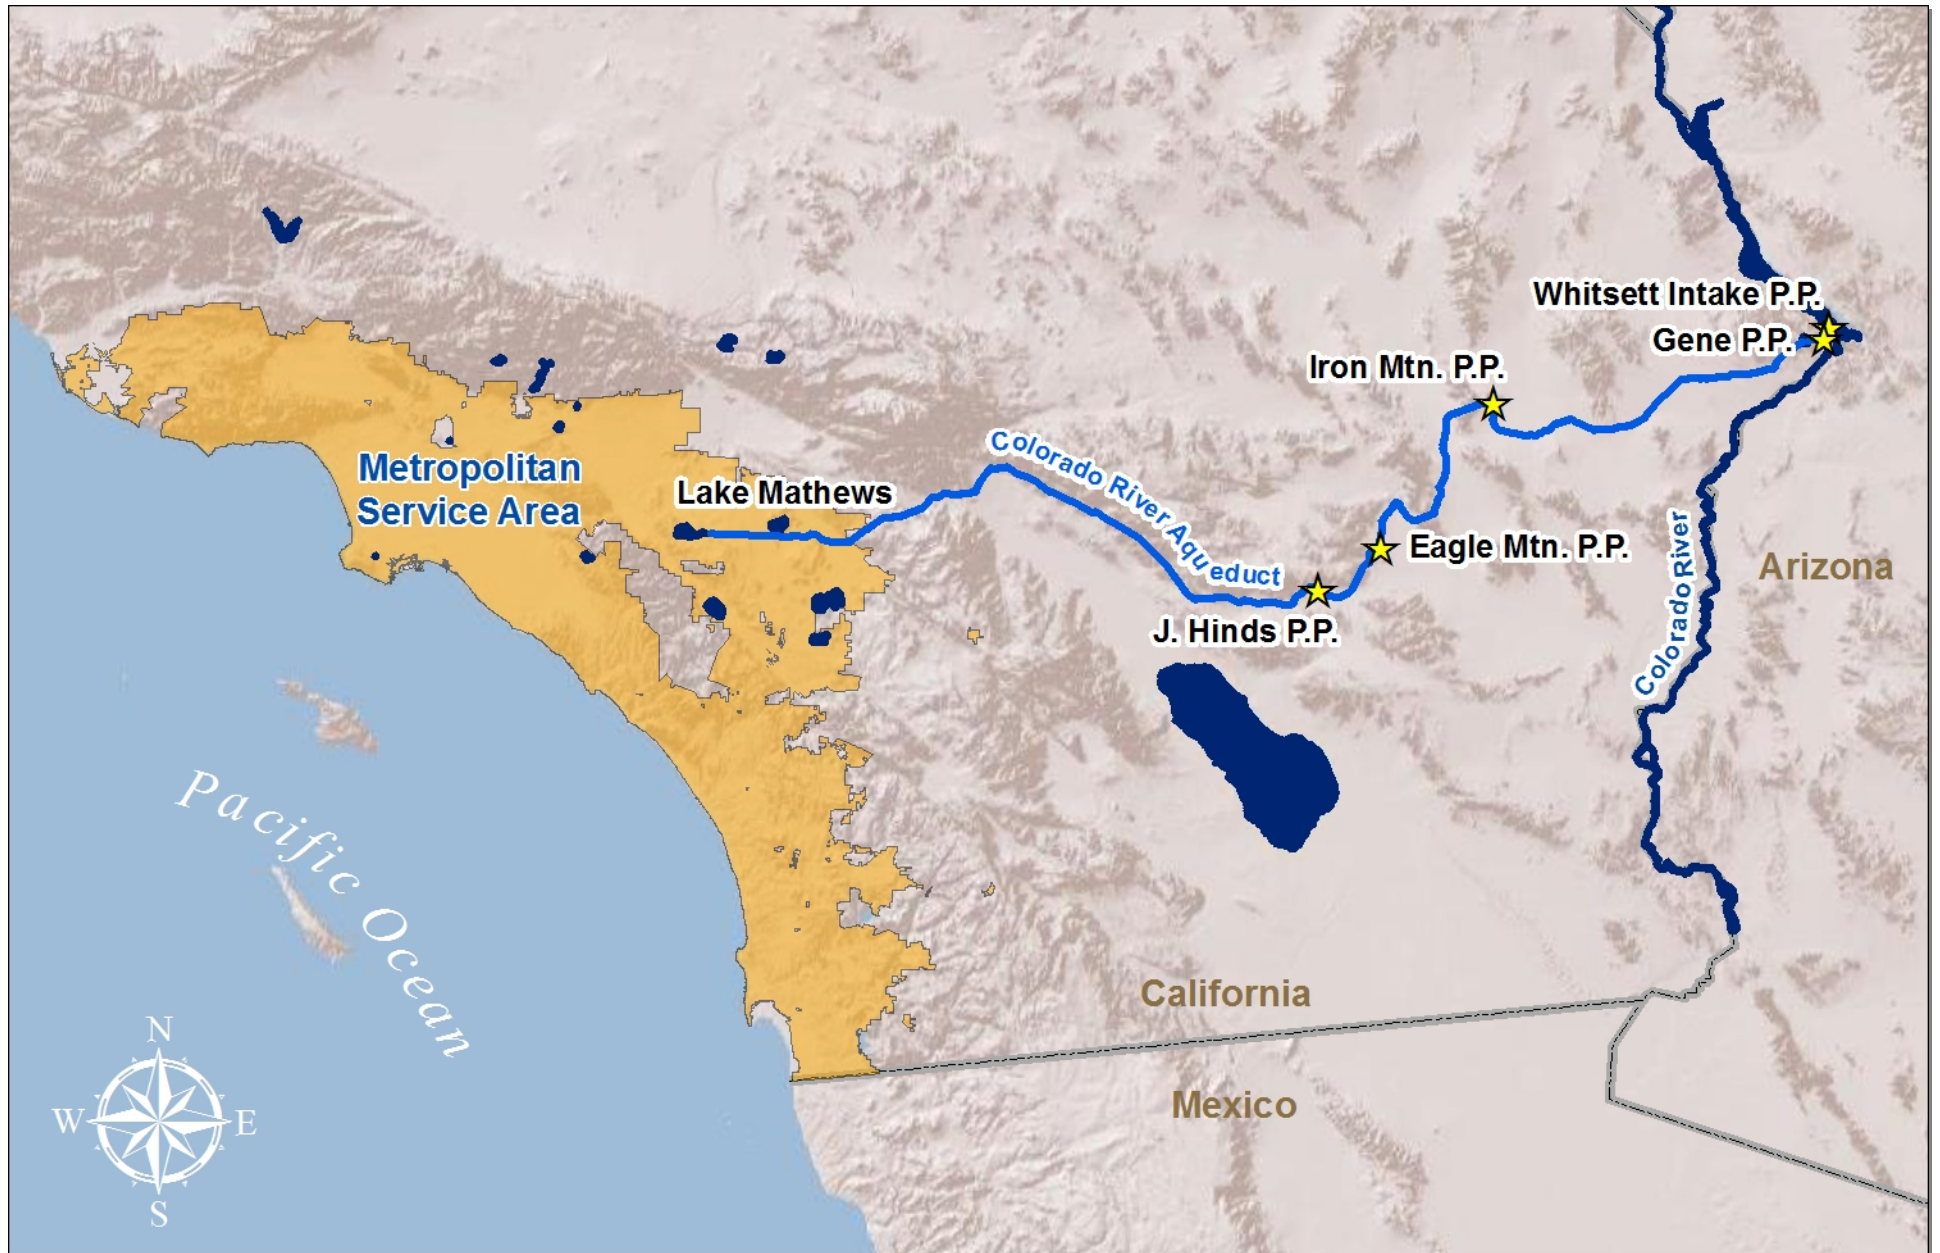 Whitsett Intake P.P.
Gene P.P.
Iron Mtn. P.P.
Colorado River Aqueduct
Metropolitan
Service Area
Lake Mathews
Eagle Mtn. P.P.
Colorado River
Arizona
J. Hinds P.P.
Pacific Ocean
California
Mexico
N
W
E
S